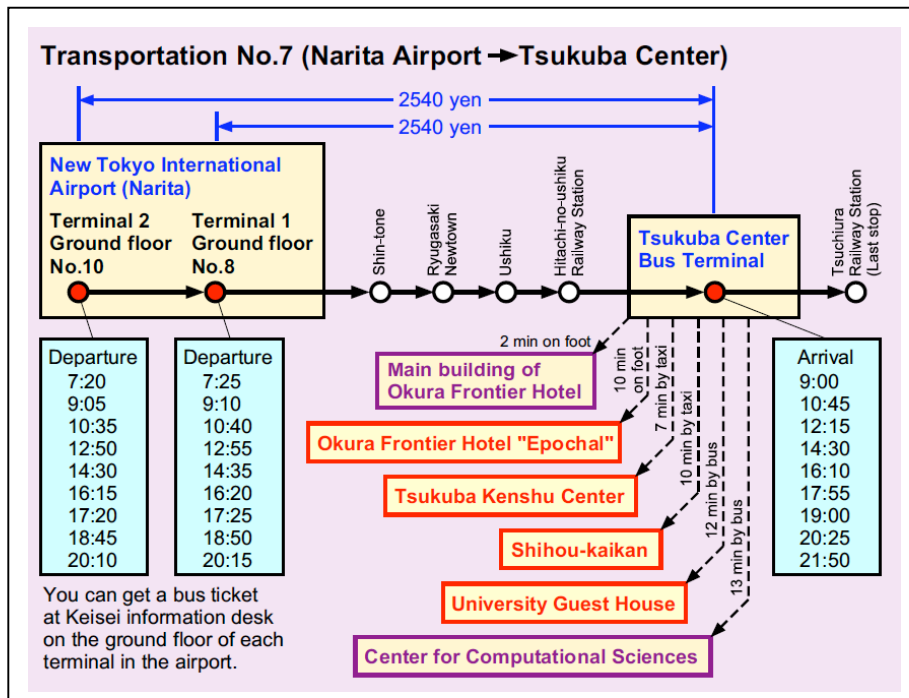 Transportation No.7 (Narita Airport → Tsukuba Center)
2540 yen
2540 yen
New Tokyo International
Airport (Narita)
Terminal 2
Ground floor
No.10
Terminal 1
Ground floor
No.8
Shin-tone
Ryugasaki
Newtown
Ushiku
Hitachi-no-ushiku
Railway Station
Tsukuba Center
Bus Terminal
Tsuchiura
Railway Station
(Last stop)
Departure
7:20
9:05
10:35
12:50
14:30
16:15
17:20
18:45
20:10
Departure
7:25
9:10
10:40
12:55
14:35
16:20
17:25
18:50
20:15
2 min on foot
Main building of
Okura Frontier Hotel
10 min
on foot
Okura Frontier Hotel "Epochal"
7 min by taxi
Tsukuba Kenshu Center
10 min by taxi
Shihou-kaikan
12 min by bus
University Guest House
13 min by bus
Center for Computational Sciences
Arrival
9:00
10:45
12:15
14:30
16:10
17:55
19:00
20:25
21:50
You can get a bus ticket
at Keisei information desk
on the ground floor of each
terminal in the airport.